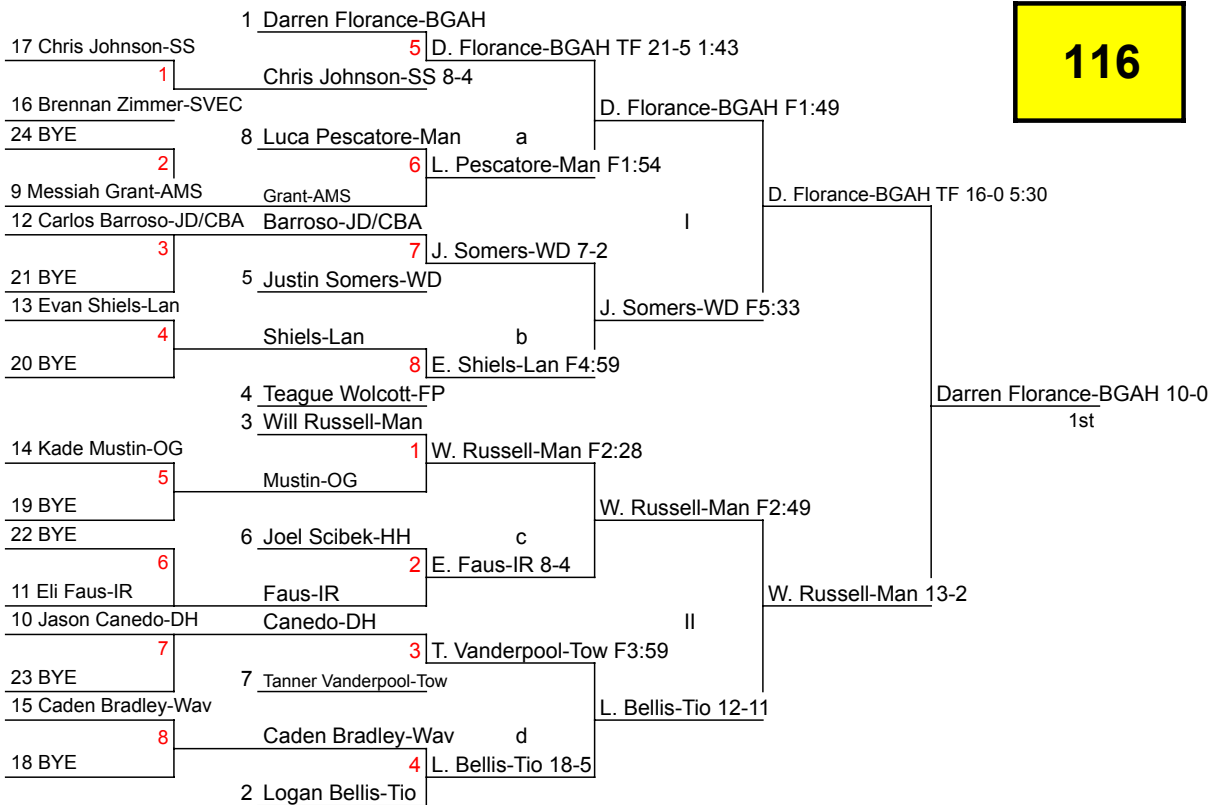 1 Darren Florance-BGAH
17 Chris Johnson-SS
5 D. Florance-BGAH TF 21-5 1:43
116
1
Chris Johnson-SS 8-4
16 Brennan Zimmer-SVEC
D. Florance-BGAH F1:49
24 BYE
8 Luca Pescatore-Man a
2
6 L. Pescatore-Man F1:54
9 Messiah Grant-AMS
Grant-AMS
D. Florance-BGAH TF 16-0 5:30
12 Carlos Barroso-JD/CBA
Barroso-JD/CBA
I
3
7 J. Somers-WD 7-2
21 BYE
5 Justin Somers-WD
13 Evan Shiels-Lan
J. Somers-WD F5:33
4
Shiels-Lan b
20 BYE
8 E. Shiels-Lan F4:59
4 Teague Wolcott-FP
Darren Florance-BGAH 10-0
1st
3 Will Russell-Man
14 Kade Mustin-OG
1 W. Russell-Man F2:28
5
Mustin-OG
19 BYE
W. Russell-Man F2:49
22 BYE
6 Joel Scibek-HH c
6
2 E. Faus-IR 8-4
11 Eli Faus-IR
Faus-IR
W. Russell-Man 13-2
10 Jason Canedo-DH
Canedo-DH
II
7
3 T. Vanderpool-Tow F3:59
23 BYE
7 Tanner Vanderpool-Tow
15 Caden Bradley-Wav
L. Bellis-Tio 12-11
8
Caden Bradley-Wav d
18 BYE
4 L. Bellis-Tio 18-5
2 Logan Bellis-Tio